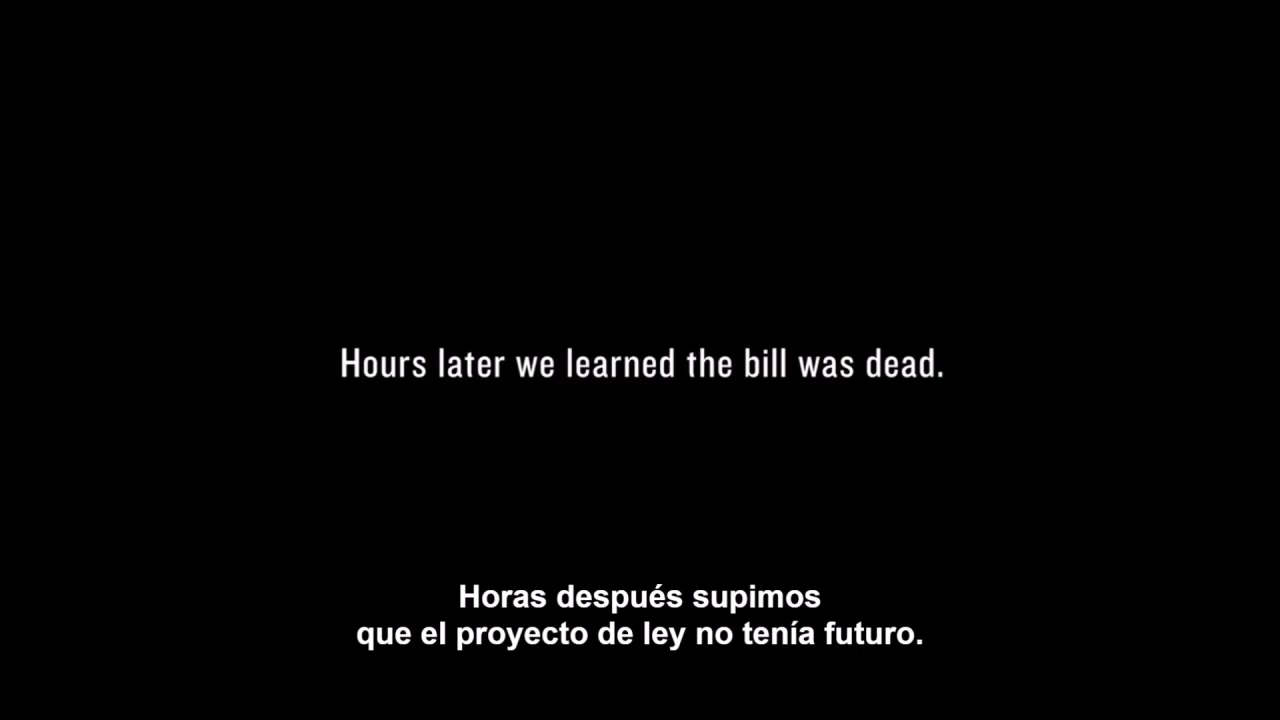 Hours later we learned the bill was dead.
Horas después supimos
que el proyecto de ley no tenía futuro.